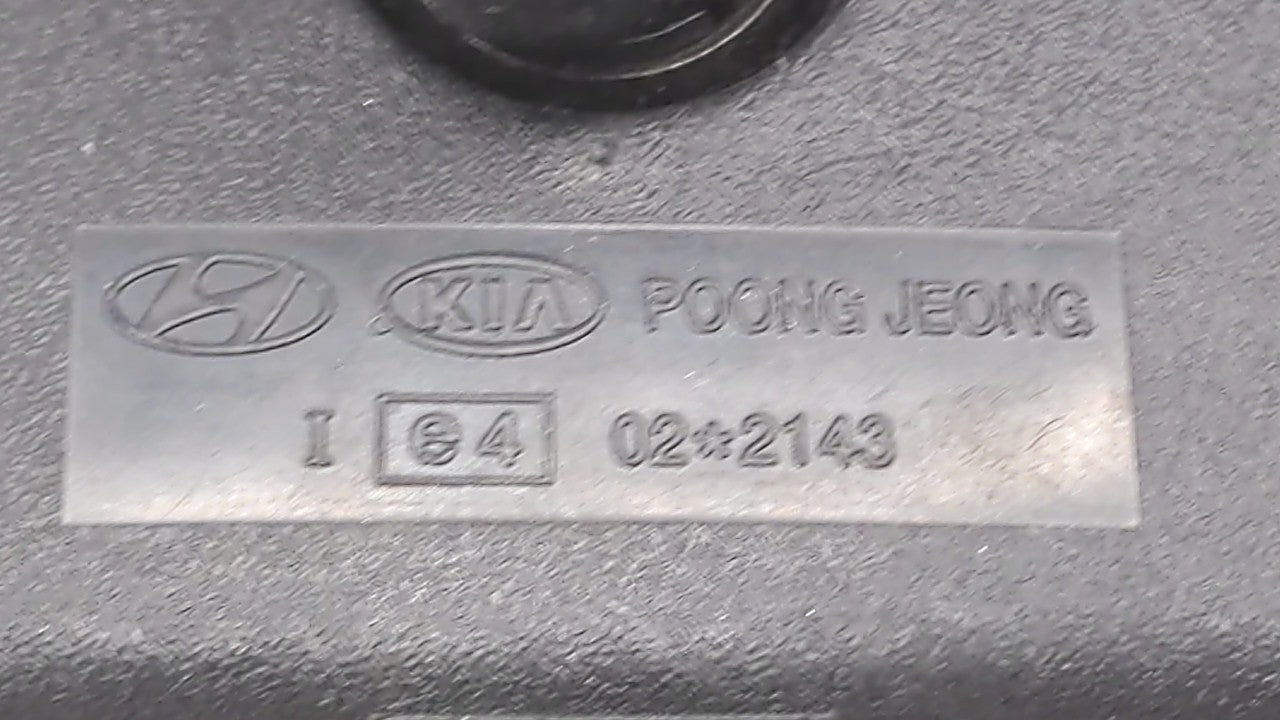 KIA POONG JEONG
I e4 02*2143